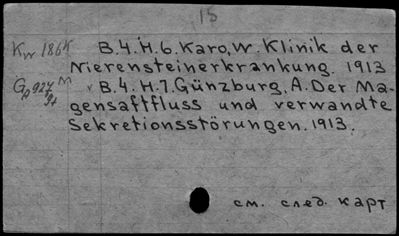 15
Kw 186K B.4.H.6. Karo, W. Klinik der
Nierensteinerkrankung. 1913
B.4.H.7. Günzburg, A. Der Ma-
gensaftfluss und verwandte
Sekretionsstörungen. 1913.
см. след. карт